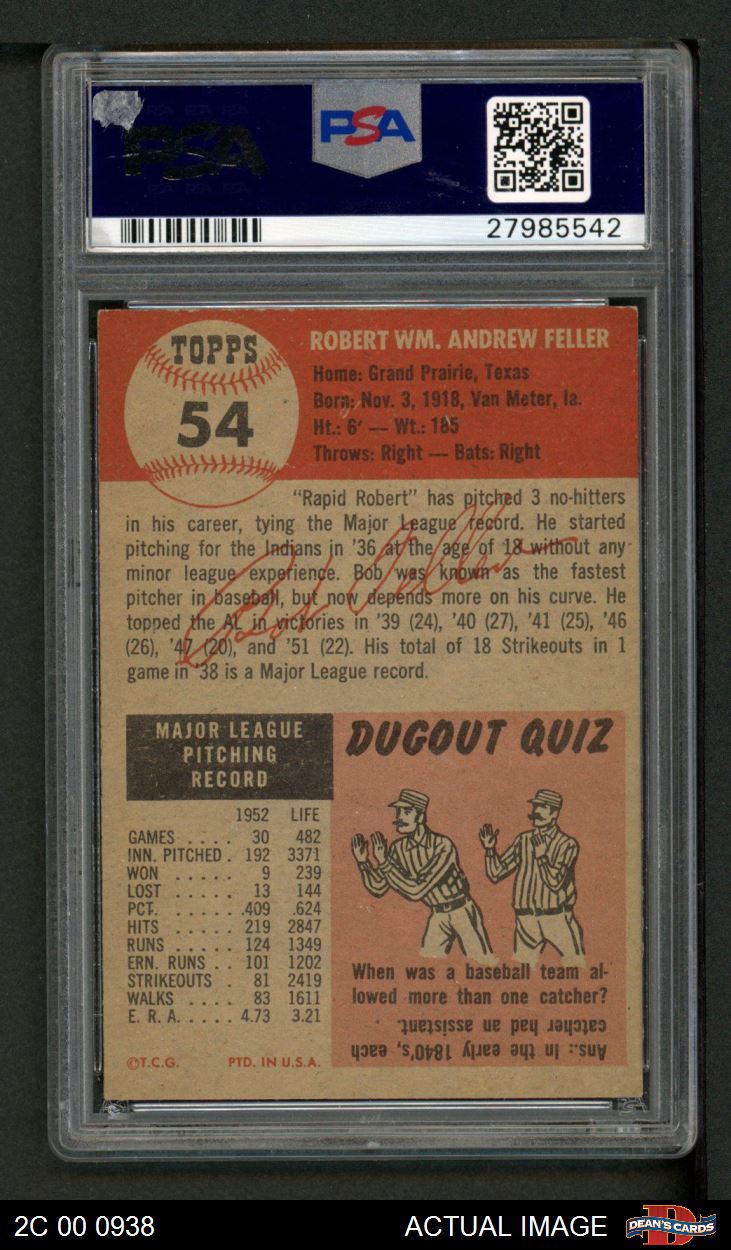 PSA
PSA
27985542
TOPPS
54
ROBERT WM. ANDREW FELLER
Home: Grand Prairie, Texas
Born: Nov. 3, 1918, Van Meter, Ia.
Ht.: 6' — Wt.: 185
Throws: Right — Bats: Right
"Rapid Robert" has pitched 3 no-hitters
in his career, tying the Major League record. He started
pitching for the Indians in '36 at the age of 18 without any
minor league experience. Bob was known as the fastest
pitcher in baseball, but now depends more on his curve. He
topped the AL in victories in '39 (24), '40 (27), '41 (25), '46
(26), '47 (20), and '51 (22). His total of 18 Strikeouts in 1
game in '38 is a Major League record.
Bob Feller
MAJOR LEAGUE
PITCHING
RECORD
1952 LIFE
GAMES . . . . 30 482
INN. PITCHED . 192 3371
WON . . . . . 9 239
LOST . . . . . 13 144
PCT. . . . . . .409 .624
HITS . . . . . 219 2847
RUNS . . . . . 124 1349
ERN. RUNS . . 101 1202
STRIKEOUTS . 81 2419
WALKS . . . . 83 1611
E. R. A. . . . . 4.73 3.21
©T.C.G. PTD. IN U.S.A.
DUGOUT QUIZ
When was a baseball team al-
lowed more than one catcher?
Ans.: In the early 1840's, each
catcher had an assistant.
2C 00 0938
ACTUAL IMAGE
DEAN'S CARDS